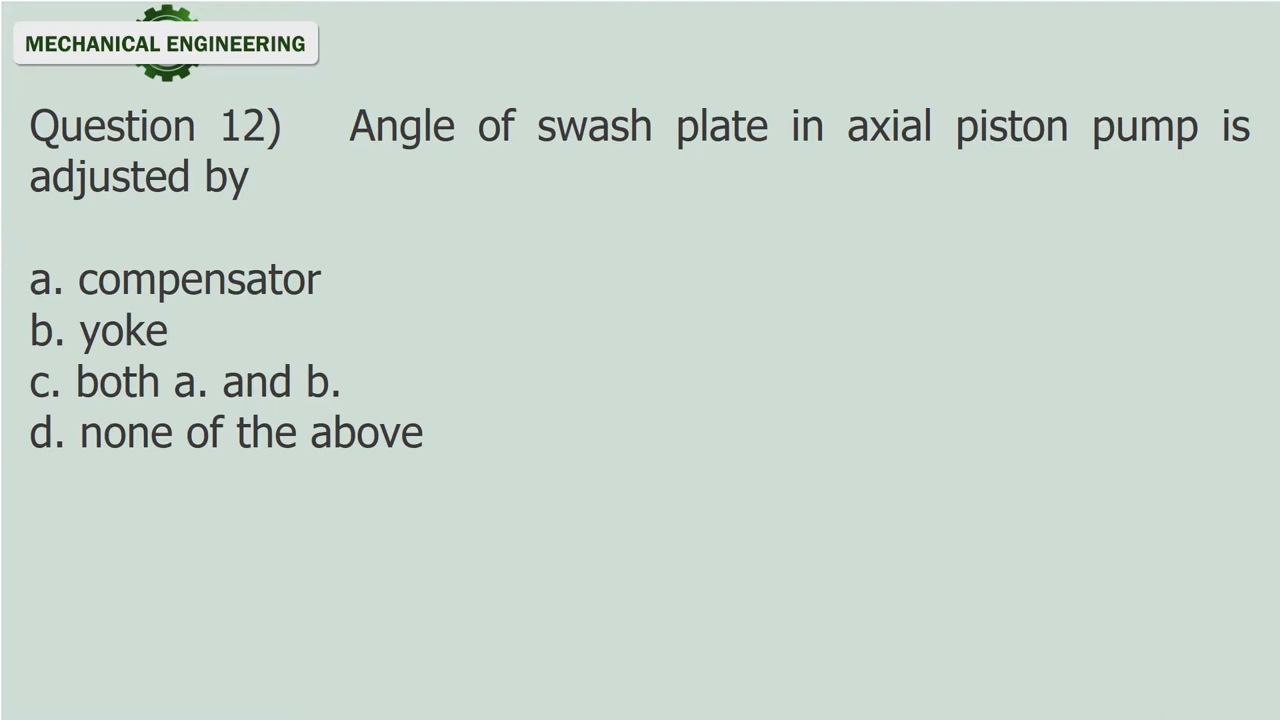 MECHANICAL ENGINEERING
Question 12) Angle of swash plate in axial piston pump is
adjusted by
a. compensator
b. yoke
c. both a. and b.
d. none of the above